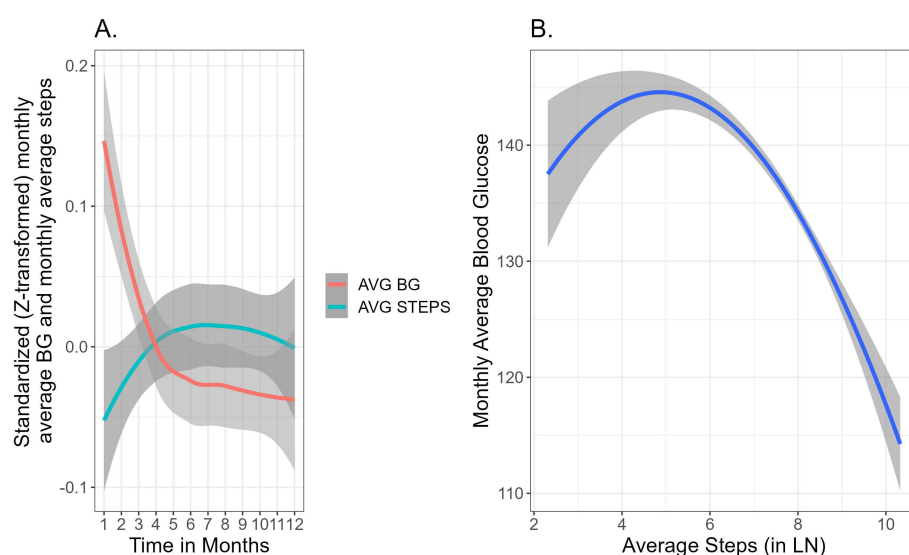 A.
Standardized (Z-transformed) monthly
average BG and monthly average steps
0.2
0.1
0.0
-0.1
1 2 3 4 5 6 7 8 9 10 11 12
Time in Months
AVG BG
AVG STEPS
B.
Monthly Average Blood Glucose
140
130
120
110
2 4 6 8 10
Average Steps (in LN)